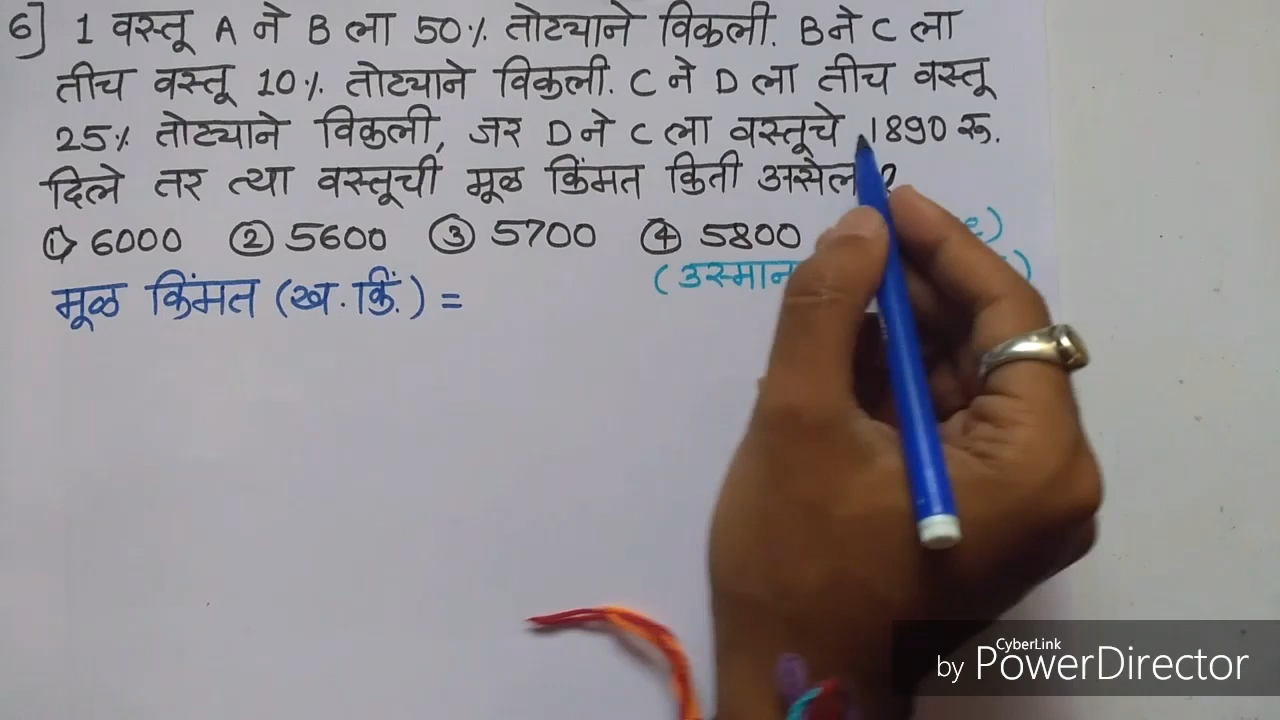 6] 1 वस्तू A ने B ला 50% तोट्याने विकली. B ने C ला
तीच वस्तू 10% तोट्याने विकली. C ने D ला तीच वस्तू
25% तोट्याने विकली, जर D ने C ला वस्तूचे 1890 रु.
दिले तर त्या वस्तूची मूळ किंमत किती असेल ?
① 6000 ② 5600 ③ 5700 ④ 5800
मूळ किंमत (ख. किं.) =
CyberLink
by PowerDirector